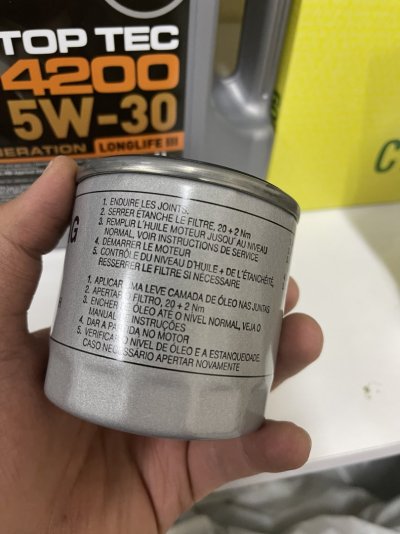 TOP TEC
4200
5W-30
ERATION LONGLIFE III
C
G
1. ENDUIRE LES JOINTS.
2. SERRER ETANCHE LE FILTRE, 20 + 2 Nm
3. REMPLIR L'HUILE MOTEUR JUSQU'AU NIVEAU
NORMAL, VOIR INSTRUCTIONS DE SERVICE
4. DÉMARRER LE MOTEUR
5. CONTRÔLE DU NIVEAU D'HUILE + DE L'ÉTANCHÉITÉ,
RESSERRER LE FILTRE SI NÉCESSAIRE
1. APLICAR UMA LEVE CAMADA DE ÓLEO NAS JUNTAS
2. APERTAR O FILTRO, 20 + 2 Nm
3. ENCHER DE ÓLEO ATE O NIVEL NORMAL, VEJA O
MANUAL DE INSTRUÇÕES
4. DAR A PARTIDA NO MOTOR
5. VERIFICAR O NÍVEL DE ÓLEO E A ESTANQUEIDADE.
CASO NECESSÁRIO APERTAR NOVAMENTE